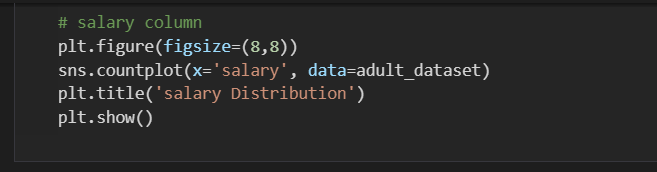 # salary column
plt.figure(figsize=(8,8))
sns.countplot(x='salary', data=adult_dataset)
plt.title('salary Distribution')
plt.show()